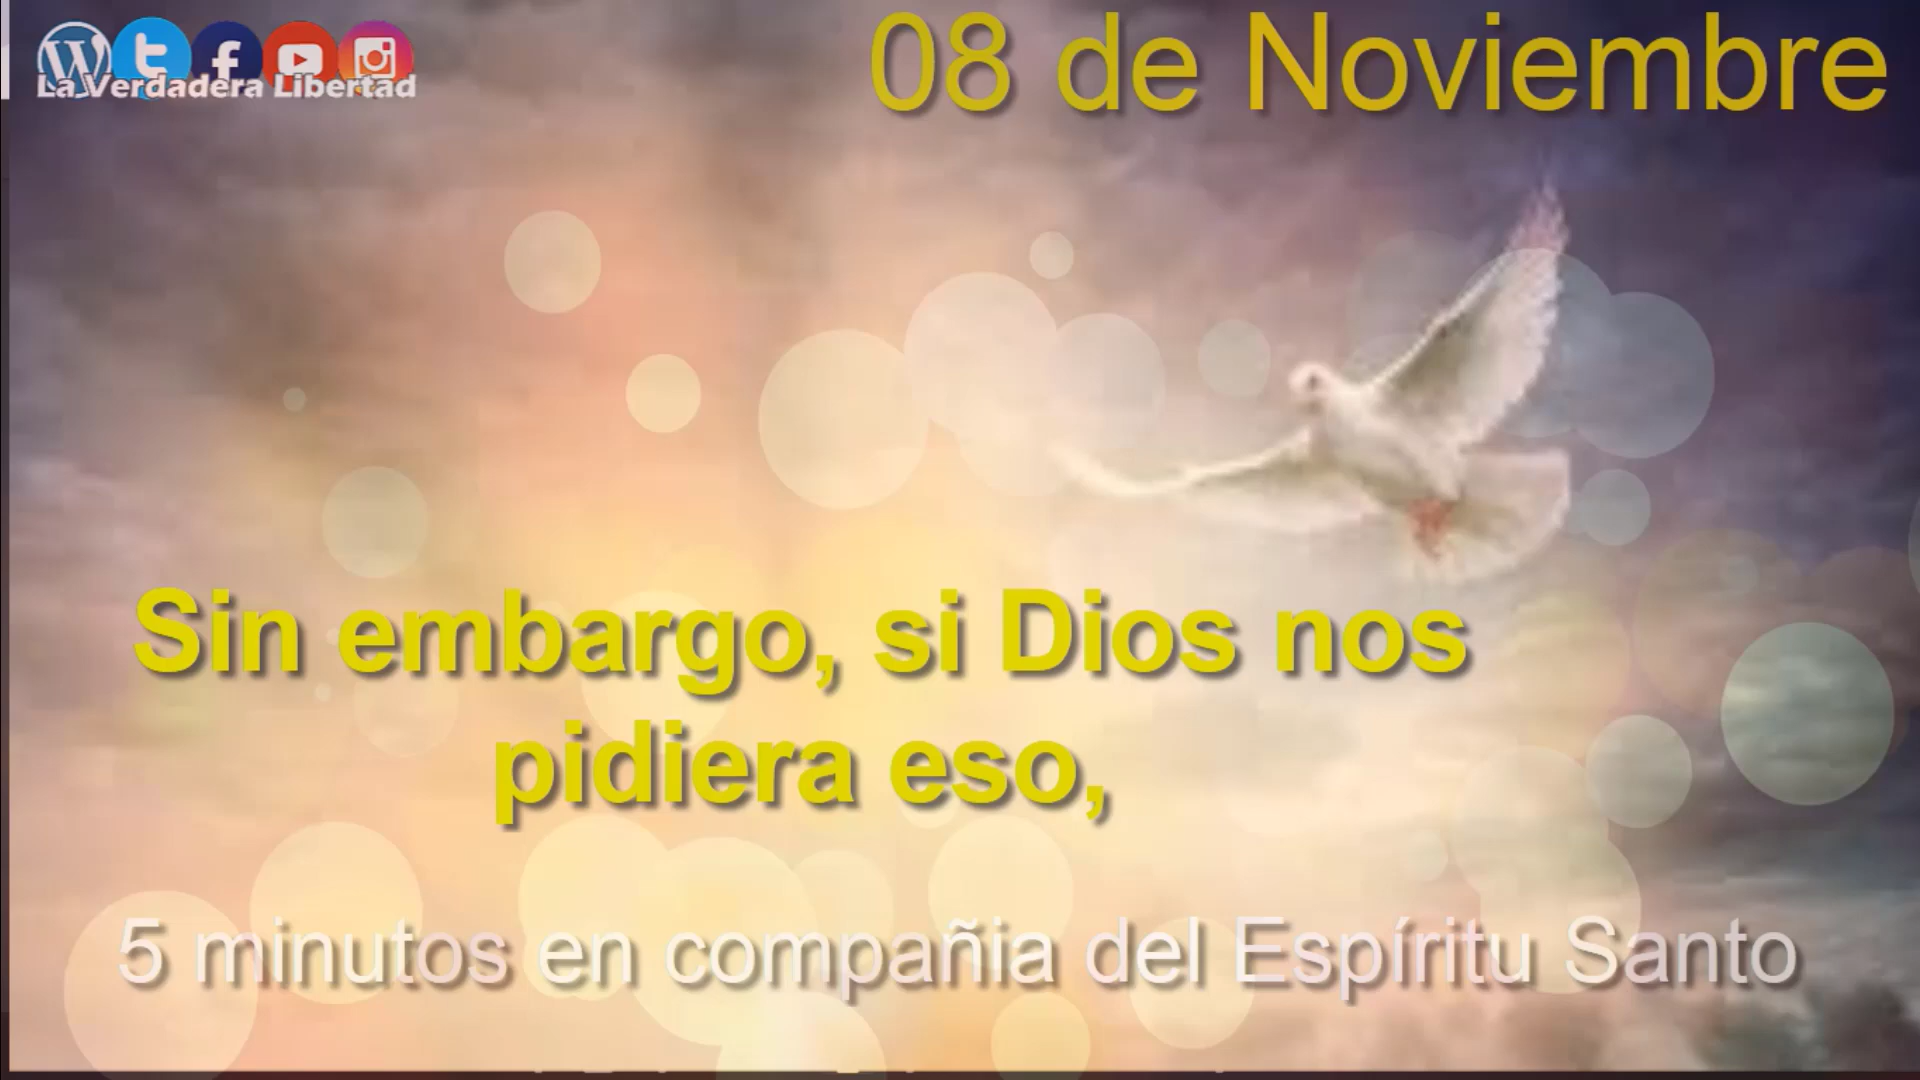 La Verdadera Libertad
08 de Noviembre
Sin embargo, si Dios nos
pidiera eso,
5 minutos en compañia del Espíritu Santo